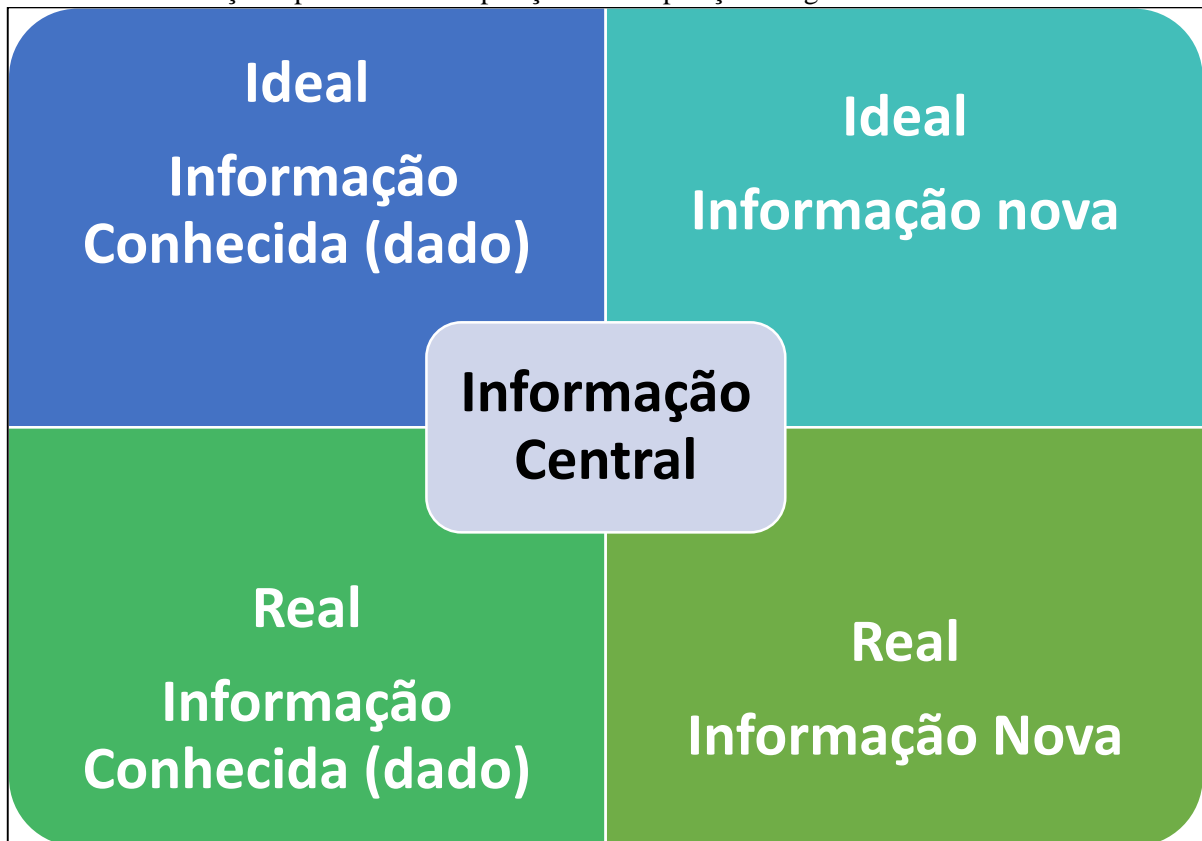 Ideal
Informação
Conhecida (dado)
Ideal
Informação nova
Informação
Central
Real
Informação
Conhecida (dado)
Real
Informação Nova